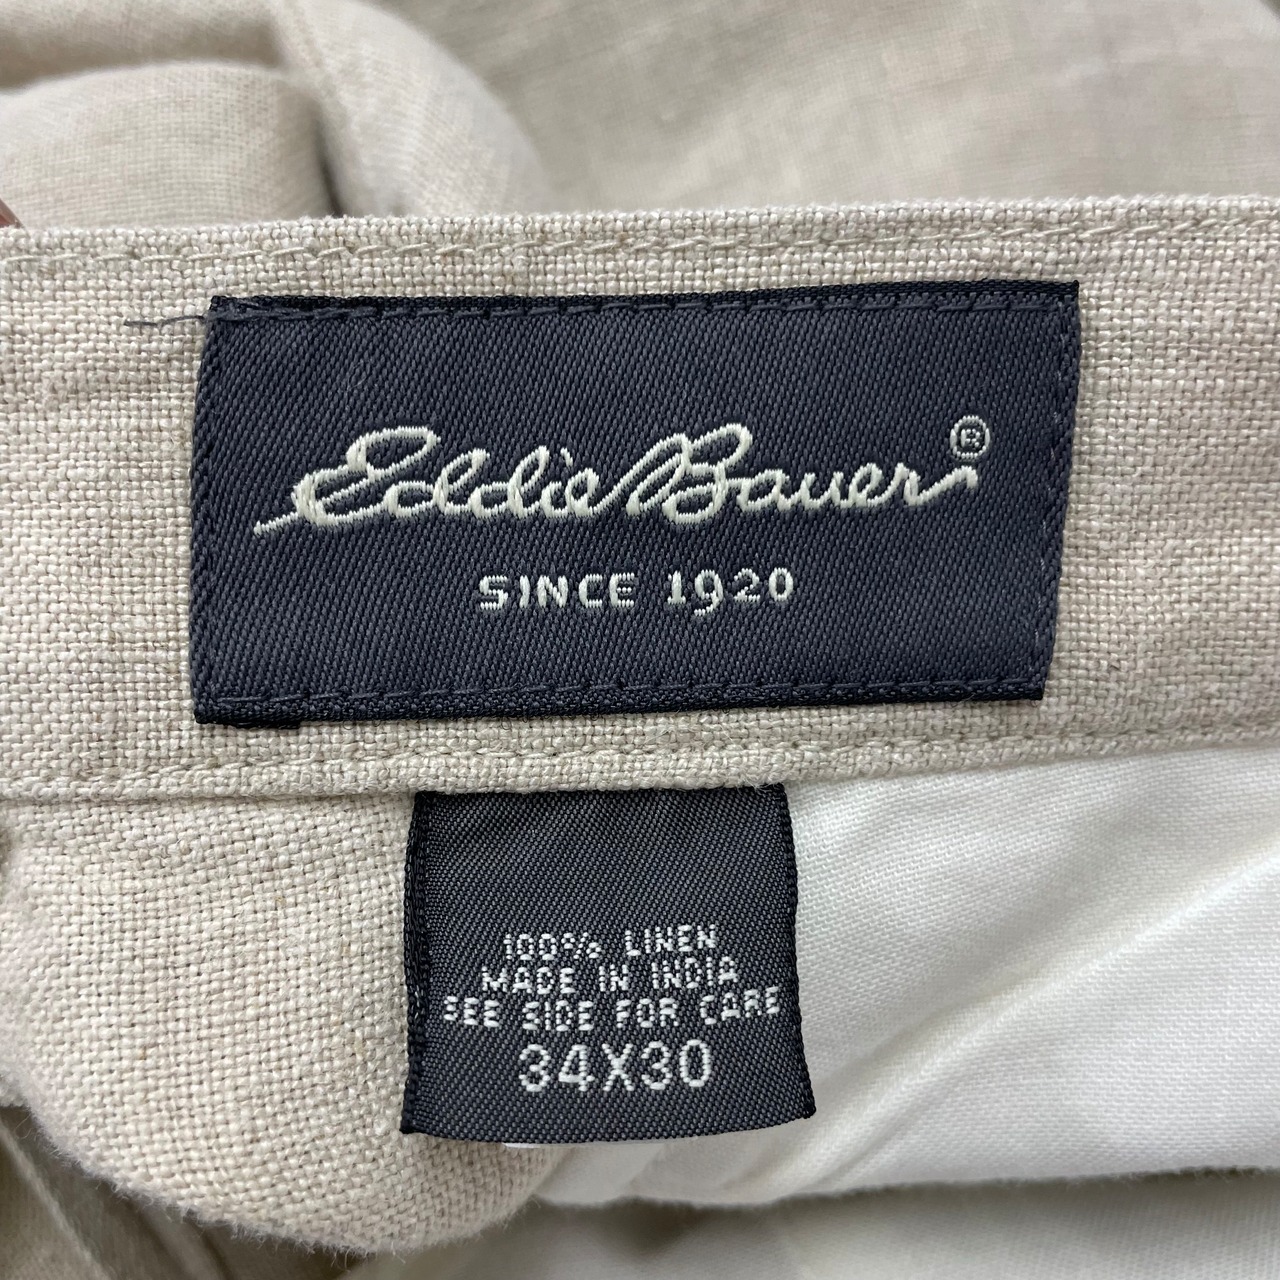 Eddie Bauer®
SINCE 1920
100% LINEN
MADE IN INDIA
SEE SIDE FOR CARE
34X30